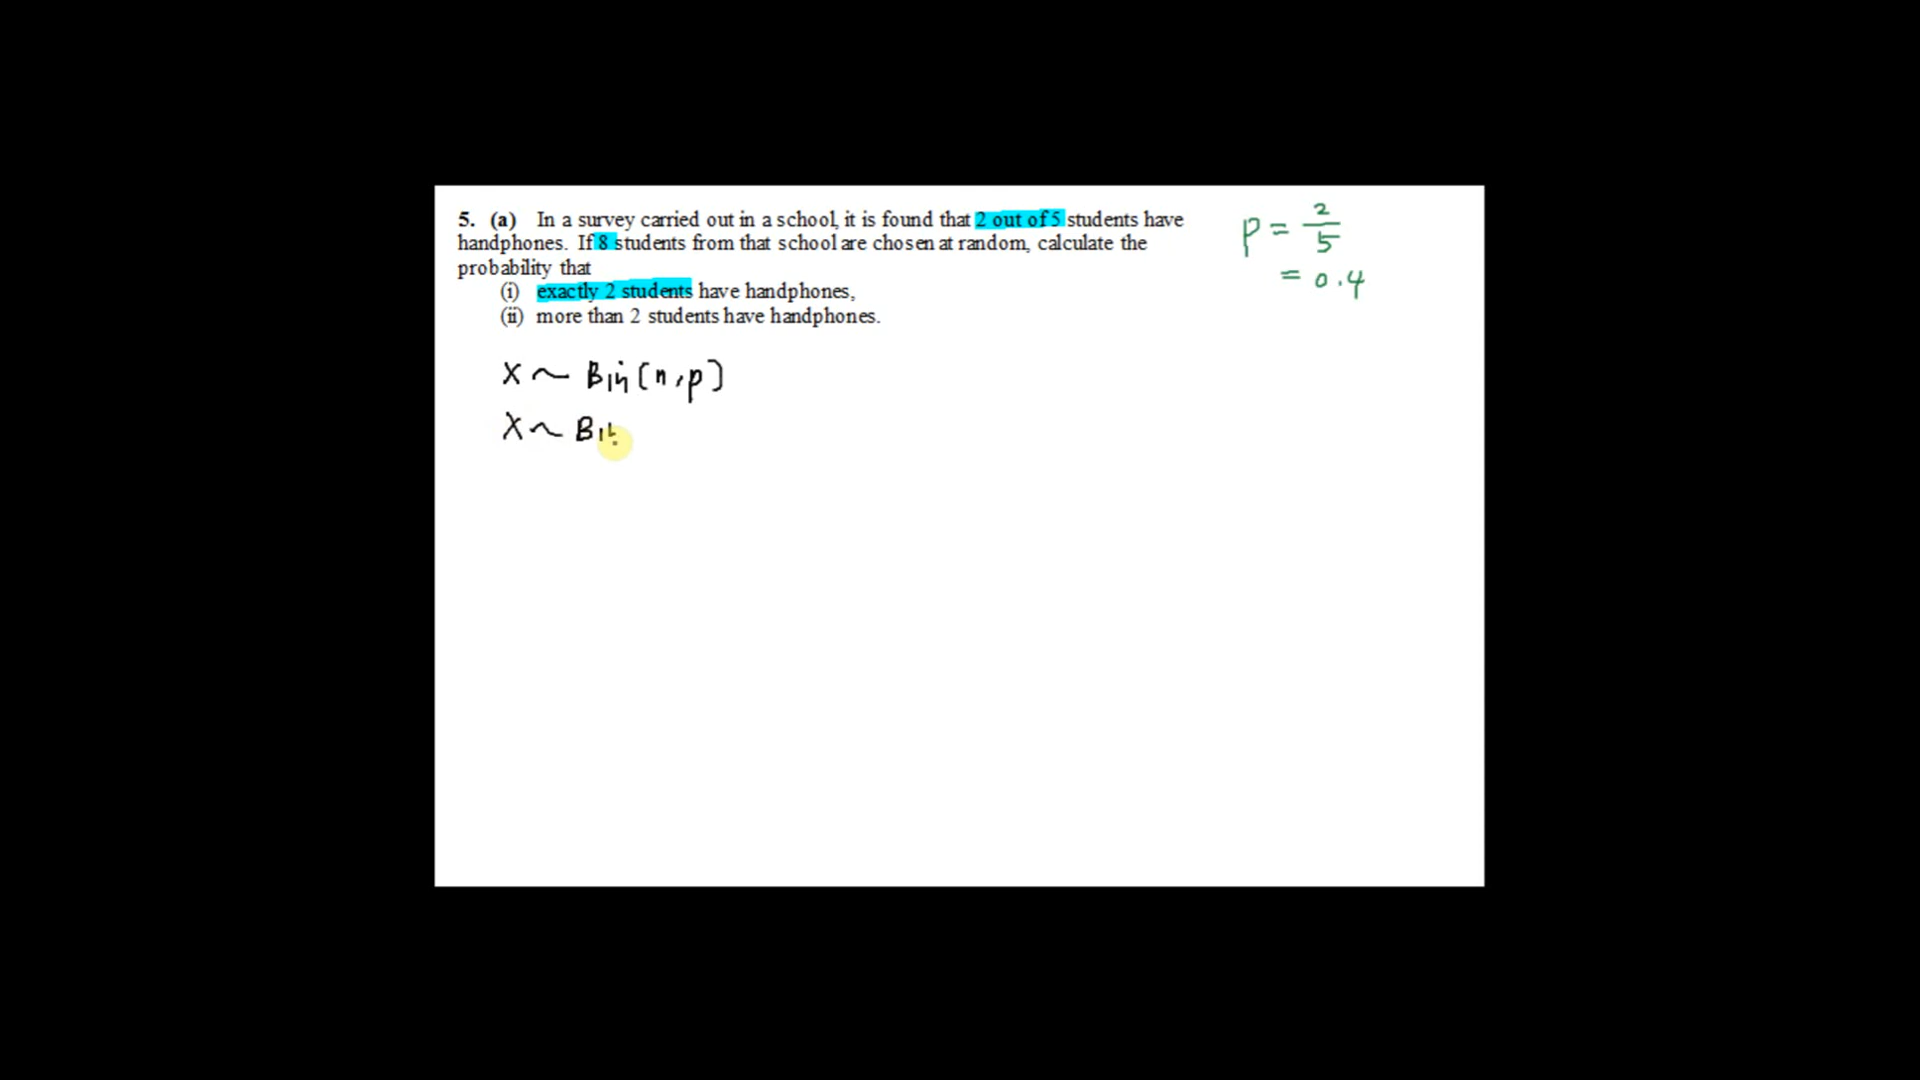 5. (a) In a survey carried out in a school, it is found that 2 out of 5 students have
handphones. If 8 students from that school are chosen at random, calculate the
probability that
(i) exactly 2 students have handphones,
(ii) more than 2 students have handphones.
p = 2/5
= 0.4
X ~ Bin(n,p)
X ~ Bi